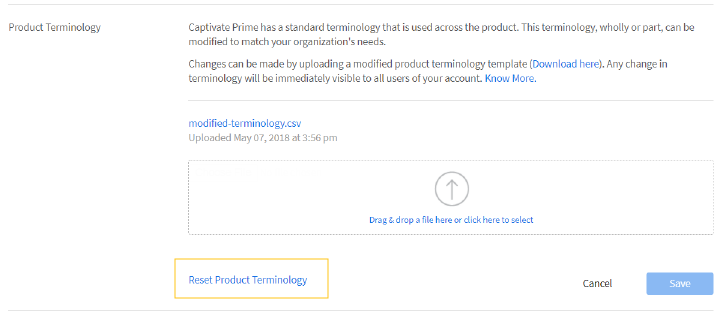 Product Terminology
Captivate Prime has a standard terminology that is used across the product. This terminology, wholly or part, can be
modified to match your organization's needs.
Changes can be made by uploading a modified product terminology template (Download here). Any change in
terminology will be immediately visible to all users of your account. Know More.
modified-terminology.csv
Uploaded May 07, 2018 at 3:56 pm
Drag & drop a file here or click here to select
Reset Product Terminology
Cancel
Save